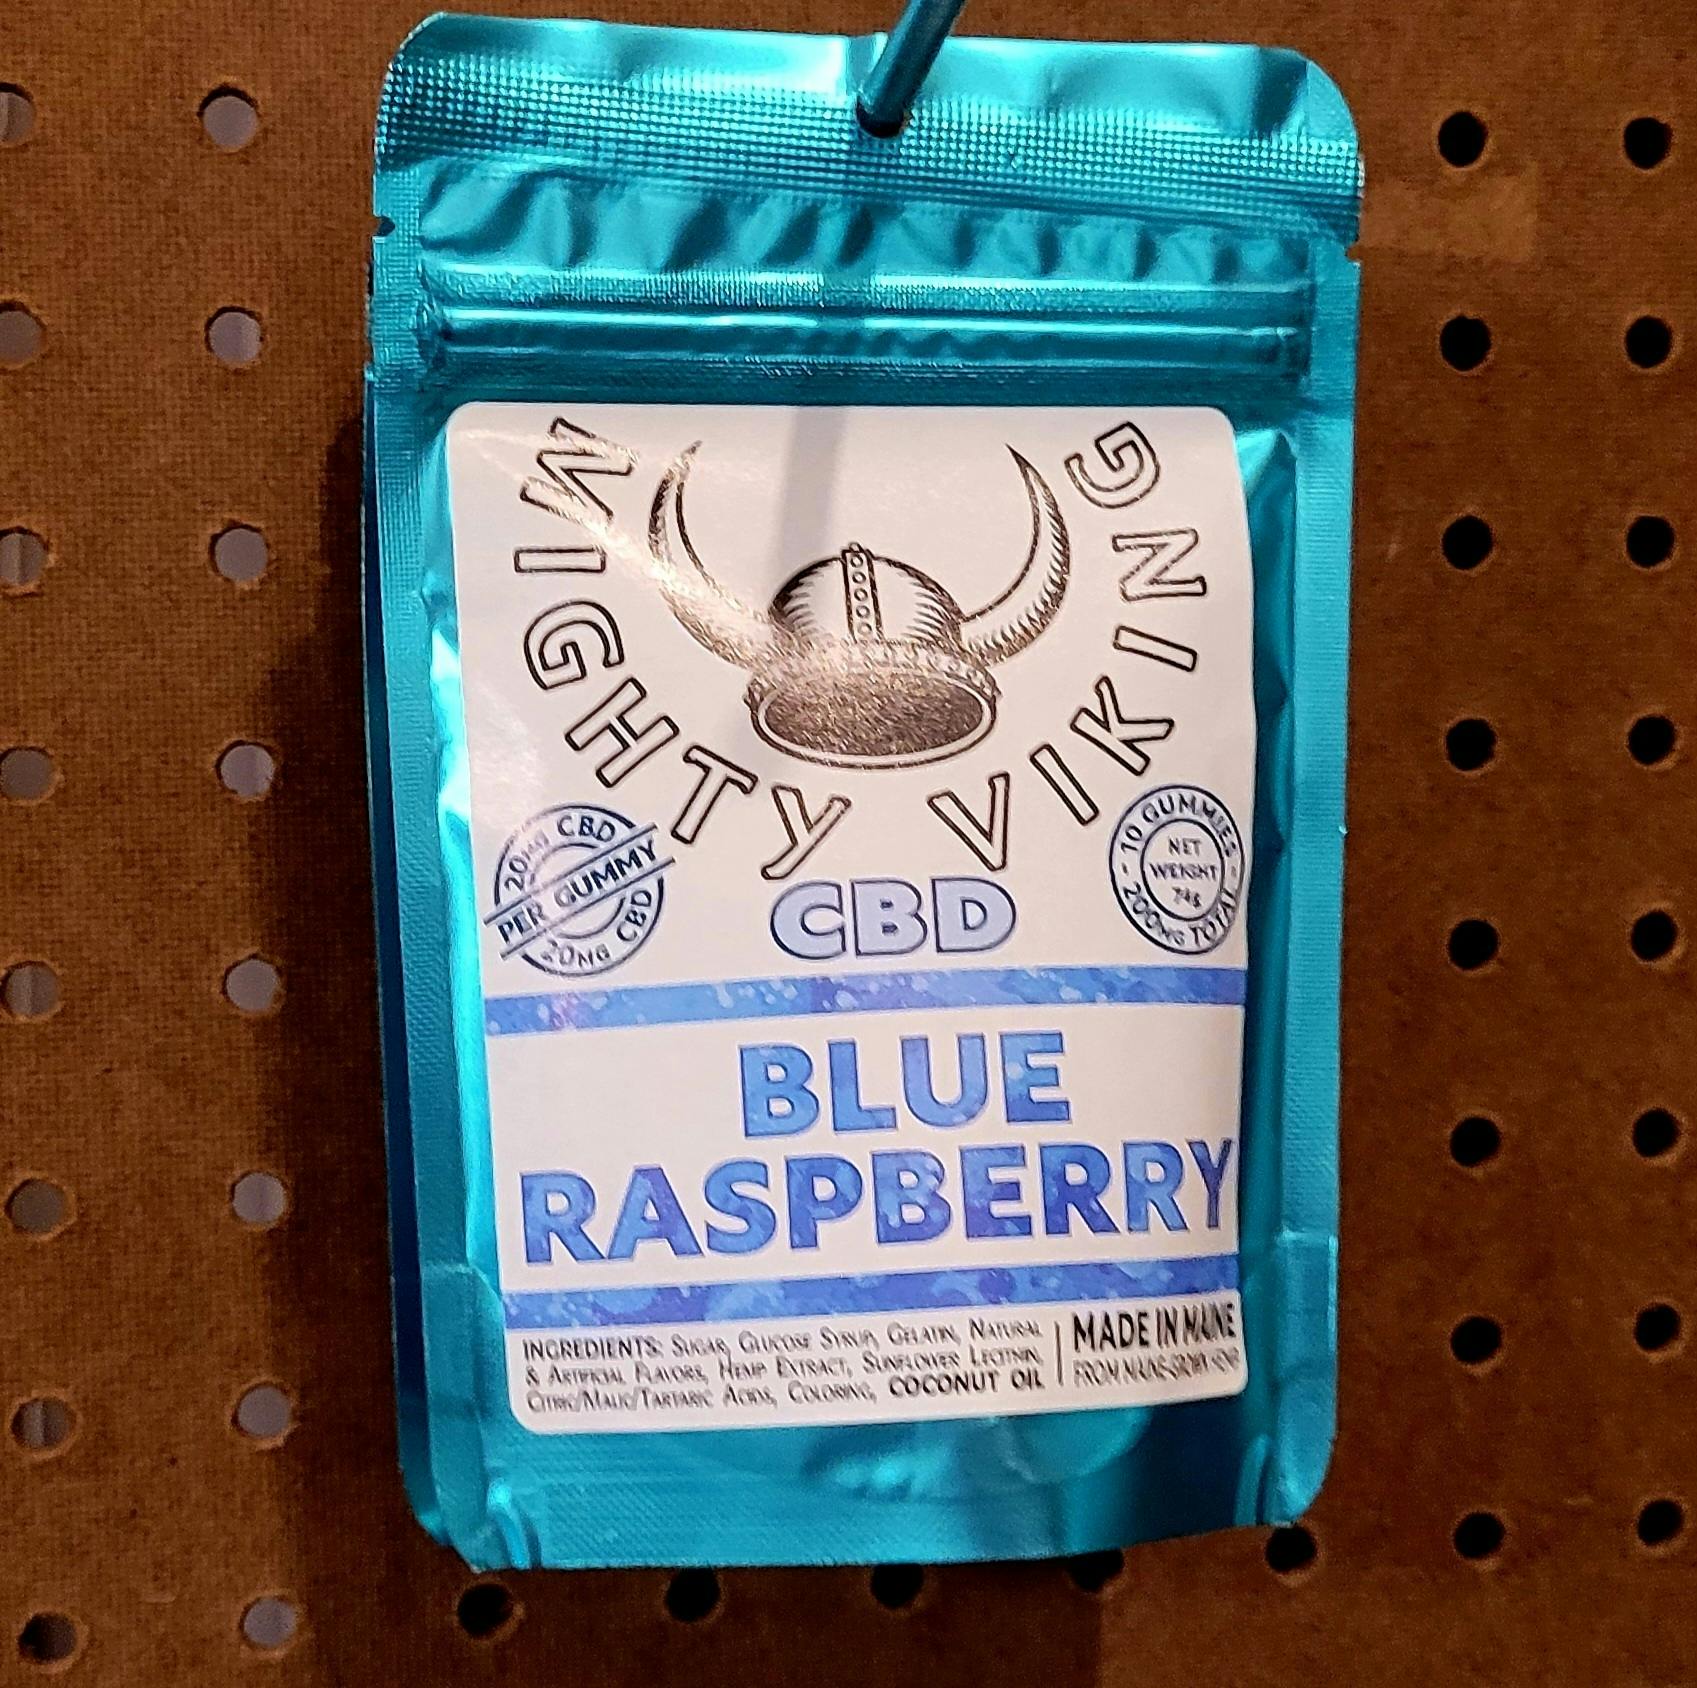 MIGHTY VIKING
CBD
20MG CBD
PER GUMMY
20MG CBD
10 GUMMIES
NET
WEIGHT
74g
200MG TOTAL
BLUE
RASPBERRY
INGREDIENTS: SUGAR, GLUCOSE SYRUP, GELATIN, NATURAL
& ARTIFICIAL FLAVORS, HEMP EXTRACT, SUNFLOWER LECITHIN,
CITRIC/MALIC/TARTARIC ACIDS, COLORING, COCONUT OIL
MADE IN MAINE
FROM MAINE-GROWN HEMP